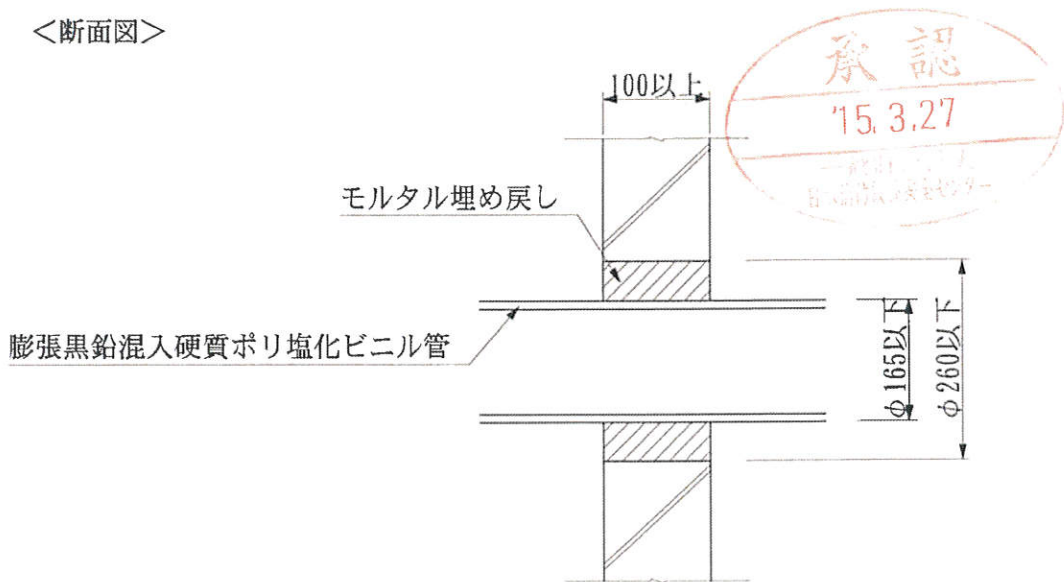 ＜断面図＞
承認
'15.3.27
100以上
モルタル埋め戻し
膨張黒鉛混入硬質ポリ塩化ビニル管
φ165以下
φ260以下